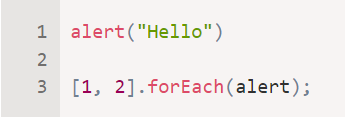 1 alert("Hello")
2
3 [1, 2].forEach(alert);